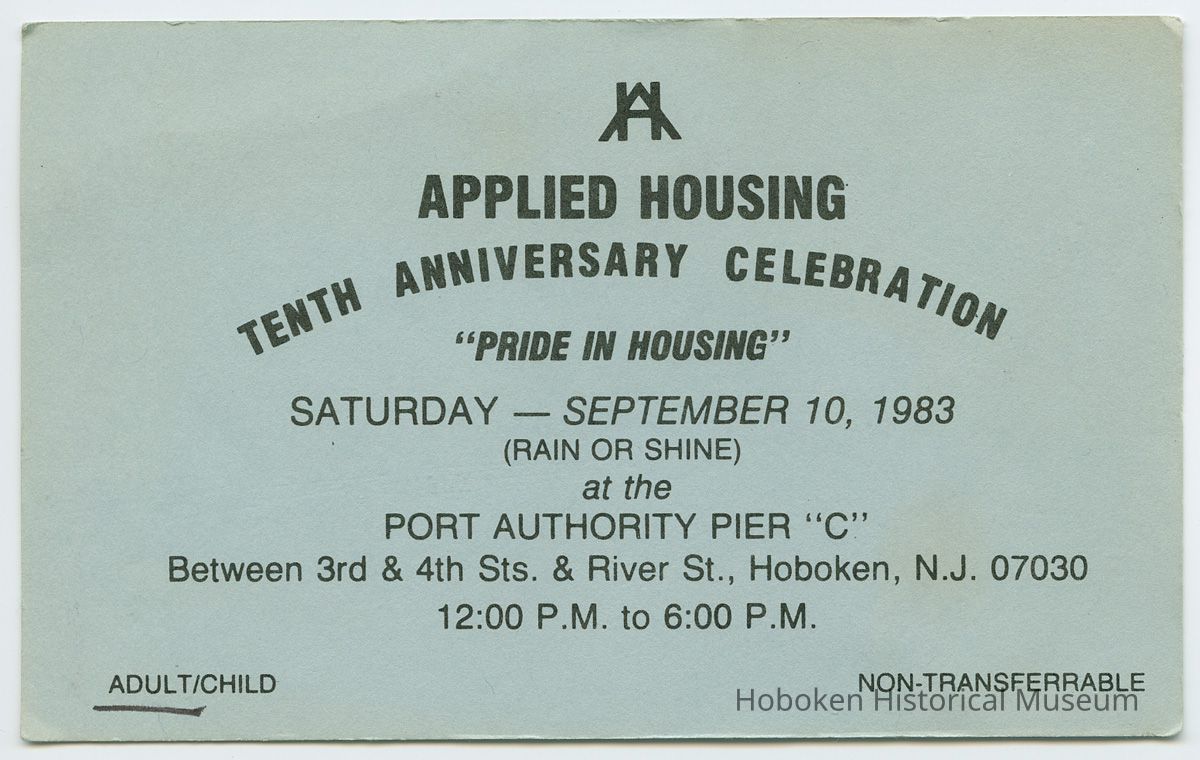 APPLIED HOUSING
TENTH ANNIVERSARY CELEBRATION
"PRIDE IN HOUSING"
SATURDAY — SEPTEMBER 10, 1983
(RAIN OR SHINE)
at the
PORT AUTHORITY PIER "C"
Between 3rd & 4th Sts. & River St., Hoboken, N.J. 07030
12:00 P.M. to 6:00 P.M.
ADULT/CHILD
NON-TRANSFERRABLE
Hoboken Historical Museum